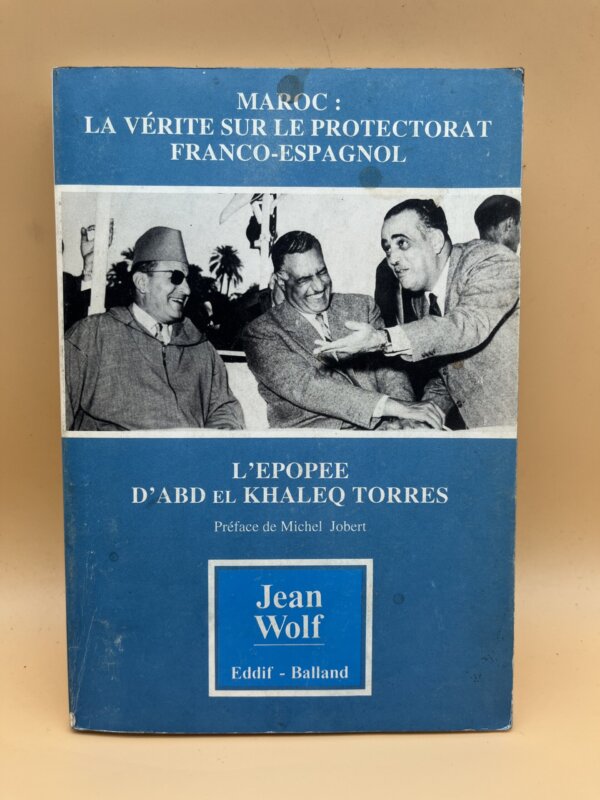 MAROC :
LA VÉRITE SUR LE PROTECTORAT
FRANCO-ESPAGNOL
L'EPOPEE
D'ABD EL KHALEQ TORRES
Préface de Michel Jobert
Jean
Wolf
Eddif - Balland